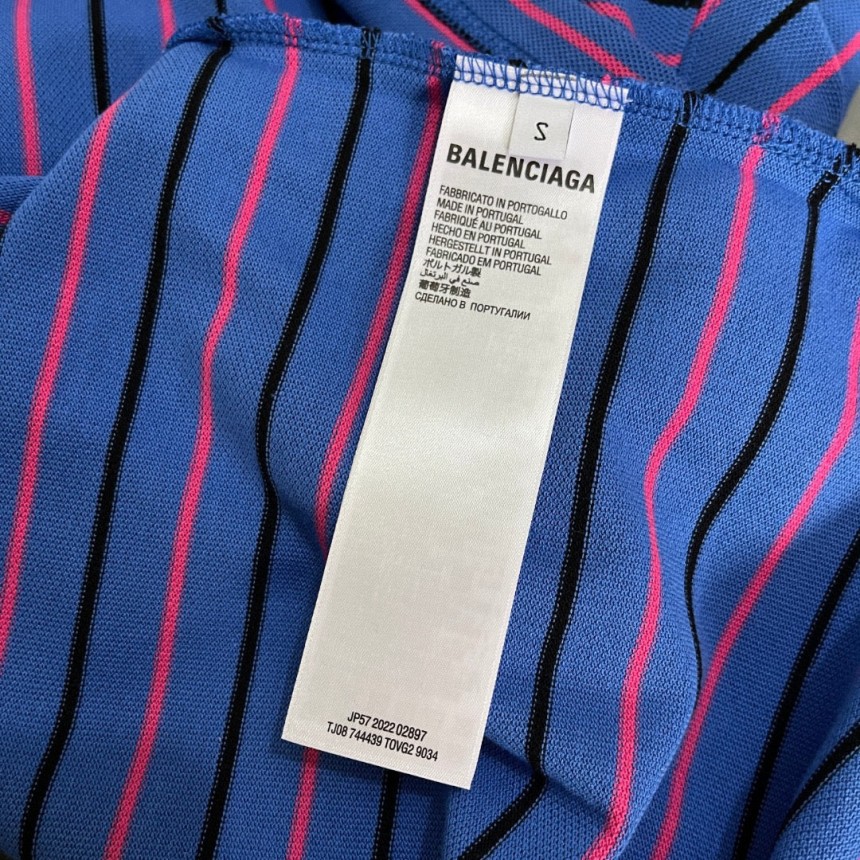 S
BALENCIAGA
FABBRICATO IN PORTOGALLO
MADE IN PORTUGAL
FABRIQUÉ AU PORTUGAL
HECHO EN PORTUGAL
HERGESTELLT IN PORTUGAL
FABRICADO EM PORTUGAL
ポルトガル製
صنع في البرتغال
葡萄牙制造
СДЕЛАНО В ПОРТУГАЛИИ
JP57 2022 02897
TJ08 744439 TOVG2 9034